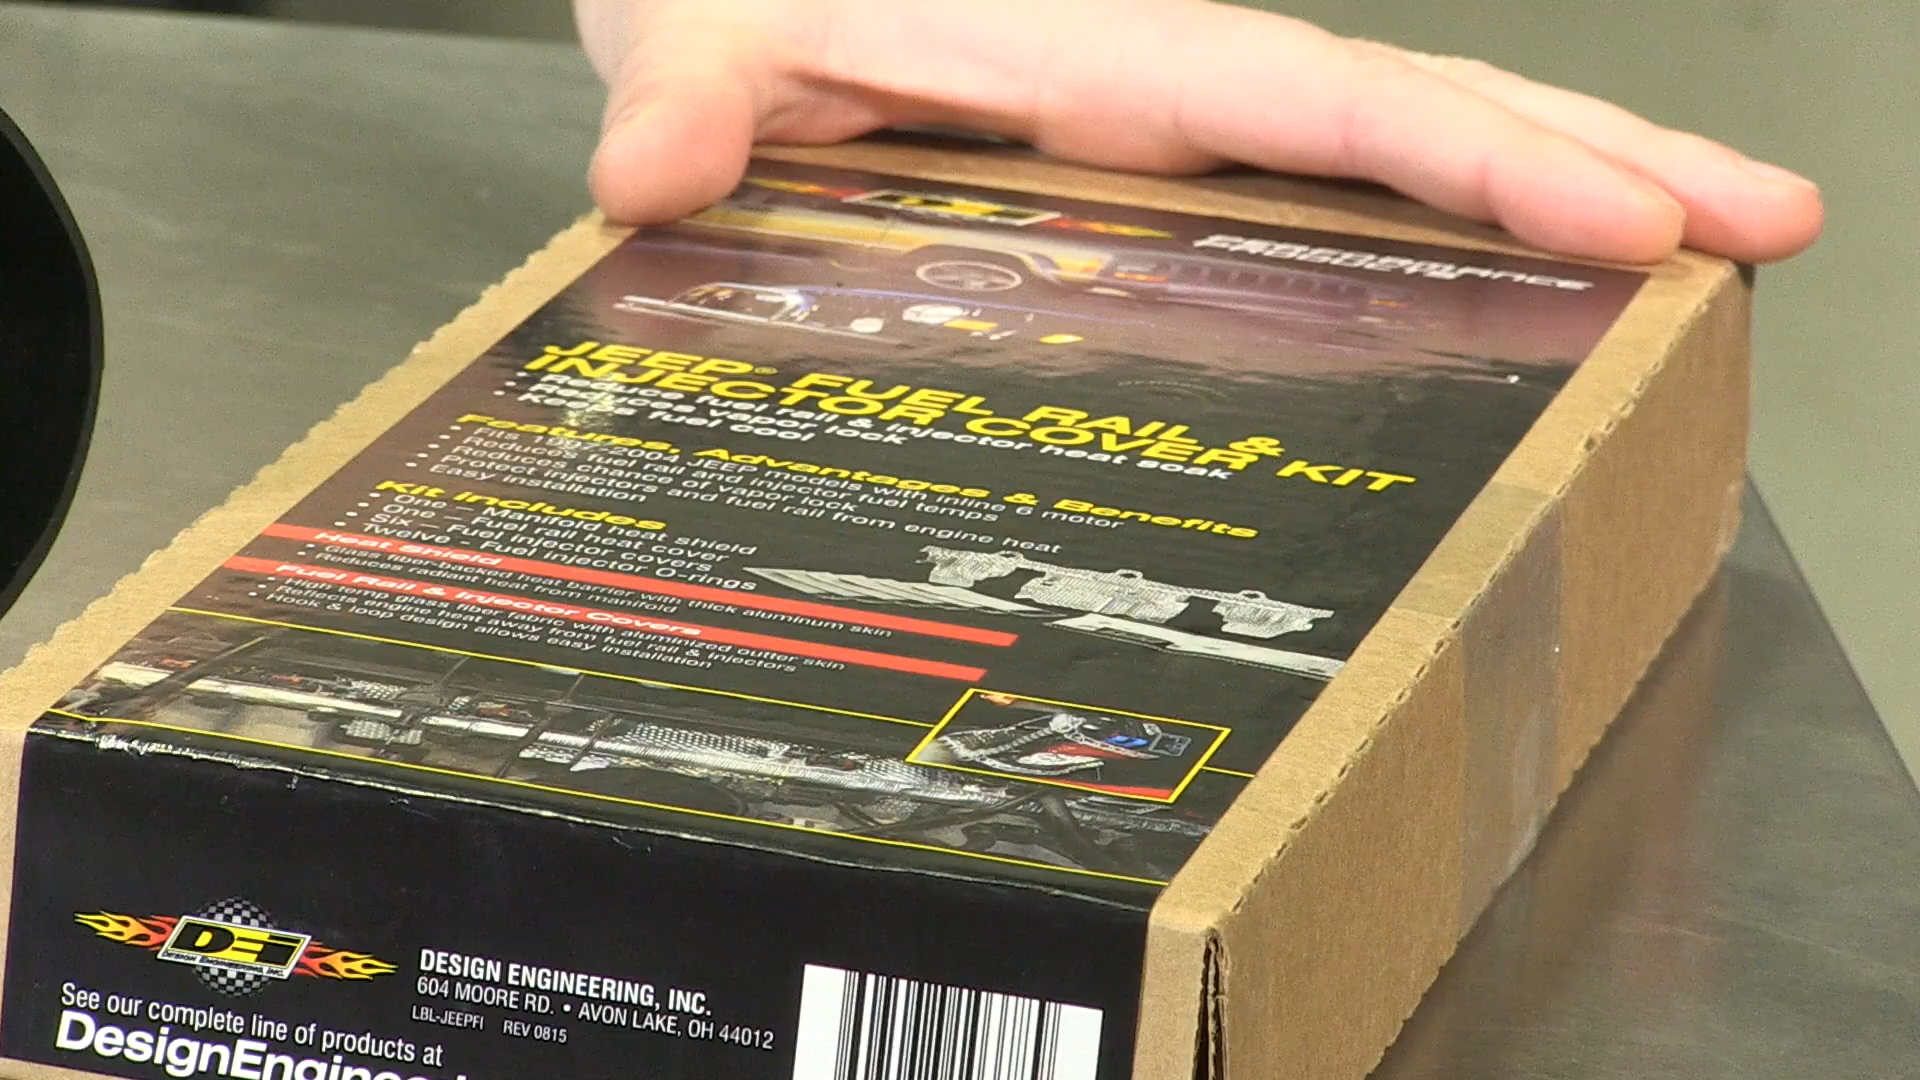 DEI
PERFORMANCE
PRODUCTS
JEEP® FUEL RAIL &
INJECTOR COVER KIT
• Reduce fuel rail & injector heat soak
• Reduces vapor lock
• Keeps fuel cool
Features, Advantages & Benefits
• Fits JEEP models with inline 6 motor
• Reduces fuel rail and injector fuel temps
• Reduces chance of vapor lock
• Protect injectors and fuel rail from engine heat
• Easy installation
Kit Includes
• One – Manifold heat shield
• One – Fuel rail heat cover
• Six – Fuel injector covers
• Twelve – Fuel injector O-rings
Heat Shield
• Glass fiber-backed heat barrier with thick aluminum skin
• Reduces radiant heat from manifold
Fuel Rail & Injector Covers
• High temp glass fiber fabric with aluminized outter skin
• Reflects engine heat away from fuel rail & injectors
• Hook & loop design allows easy installation
DEI
DESIGN ENGINEERING, INC.
DESIGN ENGINEERING, INC.
604 MOORE RD. • AVON LAKE, OH 44012
LBL-JEEPFI REV 0815
See our complete line of products at